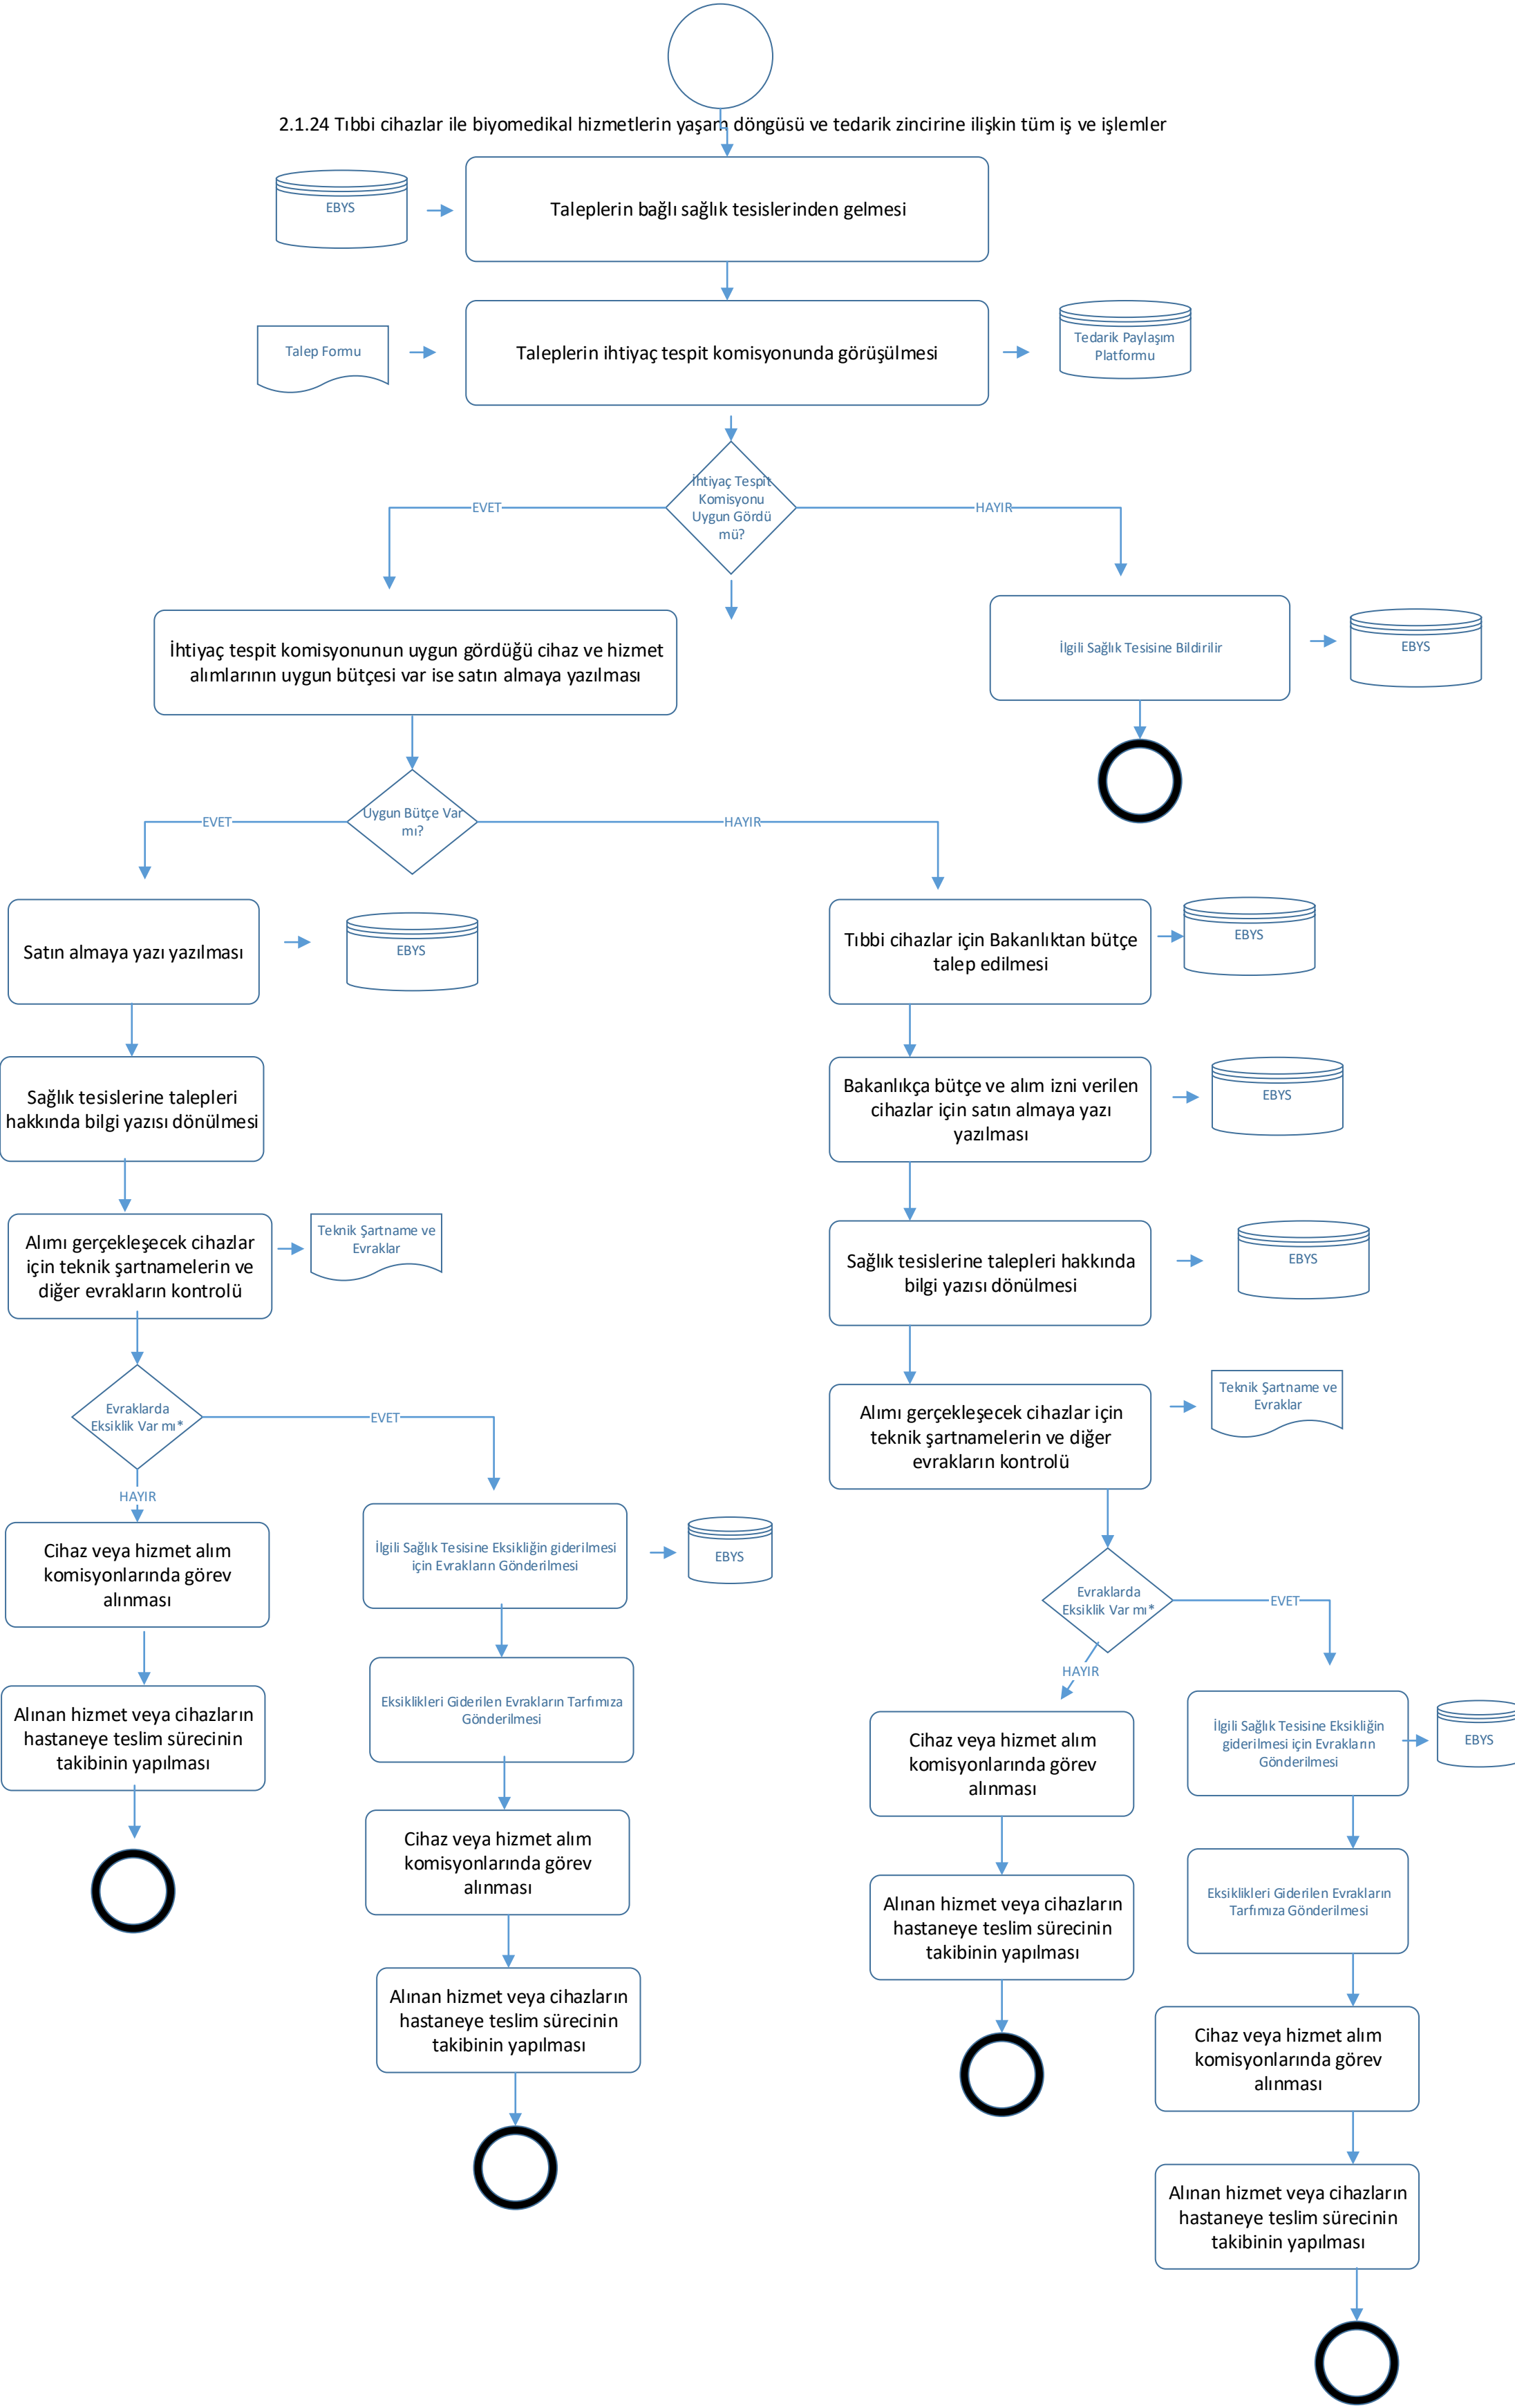 2.1.24 Tıbbi cihazlar ile biyomedikal hizmetlerin yaşam döngüsü ve tedarik zincirine ilişkin tüm iş ve işlemler
EBYS
Taleplerin bağlı sağlık tesislerinden gelmesi
Talep Formu
Taleplerin ihtiyaç tespit komisyonunda görüşülmesi
Tedarik Paylaşım
Platformu
İhtiyaç Tespit
Komisyonu
Uygun Gördü
mü?
EVET
HAYIR
İhtiyaç tespit komisyonunun uygun gördüğü cihaz ve hizmet
alımlarının uygun bütçesi var ise satın almaya yazılması
İlgili Sağlık Tesisine Bildirilir
EBYS
Uygun Bütçe Var
mı?
EVET
HAYIR
Satın almaya yazı yazılması
EBYS
Tıbbi cihazlar için Bakanlıktan bütçe
talep edilmesi
EBYS
Sağlık tesislerine talepleri
hakkında bilgi yazısı dönülmesi
Bakanlıkça bütçe ve alım izni verilen
cihazlar için satın almaya yazı
yazılması
EBYS
Alımı gerçekleşecek cihazlar
için teknik şartnamelerin ve
diğer evrakların kontrolü
Teknik Şartname ve
Evraklar
Sağlık tesislerine talepleri hakkında
bilgi yazısı dönülmesi
EBYS
Evraklarda
Eksiklik Var mı*
EVET
HAYIR
Alımı gerçekleşecek cihazlar için
teknik şartnamelerin ve diğer
evrakların kontrolü
Teknik Şartname ve
Evraklar
Cihaz veya hizmet alım
komisyonlarında görev
alınması
İlgili Sağlık Tesisine Eksikliğin giderilmesi
için Evrakların Gönderilmesi
EBYS
Evraklarda
Eksiklik Var mı*
EVET
HAYIR
Alınan hizmet veya cihazların
hastaneye teslim sürecinin
takibinin yapılması
Eksiklikleri Giderilen Evrakların Tarfımıza
Gönderilmesi
Cihaz veya hizmet alım
komisyonlarında görev
alınması
İlgili Sağlık Tesisine Eksikliğin
giderilmesi için Evrakların
Gönderilmesi
EBYS
Cihaz veya hizmet alım
komisyonlarında görev
alınması
Alınan hizmet veya cihazların
hastaneye teslim sürecinin
takibinin yapılması
Eksiklikleri Giderilen Evrakların
Tarfımıza Gönderilmesi
Alınan hizmet veya cihazların
hastaneye teslim sürecinin
takibinin yapılması
Cihaz veya hizmet alım
komisyonlarında görev
alınması
Alınan hizmet veya cihazların
hastaneye teslim sürecinin
takibinin yapılması